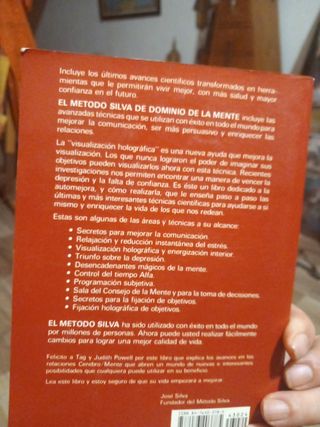 Incluye los últimos avances científicos transformados en herra-
mientas que le permitirán vivir mejor, con más salud y mayor
confianza en el futuro.
EL METODO SILVA DE DOMINIO DE LA MENTE incluye las
avanzadas técnicas que se utilizan con éxito en todo el mundo para
mejorar la comunicación, ser más persuasivo y enriquecer las
relaciones.
La "visualización holográfica" es una nueva ayuda que mejora la
visualización. Los que nunca lograron el poder de imaginar sus
objetivos pueden visualizarlos ahora con esta técnica. Recientes
investigaciones nos permiten encontrar una manera de vencer la
depresión y la falta de confianza. Es éste un libro dedicado a la
automejora, y cómo realizarla, que le enseña paso a paso las
últimas y más interesantes técnicas científicas para ayudarse a sí
mismo y enriquecer la vida de los que nos rodean.
Estas son algunas de las áreas y técnicas a su alcance:
• Secretos para mejorar la comunicación.
• Relajación y reducción instantánea del estrés.
• Visualización holográfica y energización interior.
• Triunfo sobre la depresión.
• Desencadenantes mágicos de la mente.
• Control del tiempo Alfa.
• Programación subjetiva.
• Sala del Consejo de la Mente y para la toma de decisiones.
• Secretos para la fijación de objetivos.
• Fijación holográfica de objetivos.
EL METODO SILVA ha sido utilizado con éxito en todo el mundo
por millones de personas. Ahora puede usted realizar fácilmente
cambios para lograr una mejor calidad de vida.
Felicito a Tag y Judith Powell por este libro que explica los avances en las
relaciones Cerebro/Mente que abren un mundo de nuevas e interesantes
posibilidades que cualquiera puede utilizar en su beneficio.
Lea este libro y estoy seguro de que su vida empezará a mejorar.
José Silva
Fundador del Método Silva